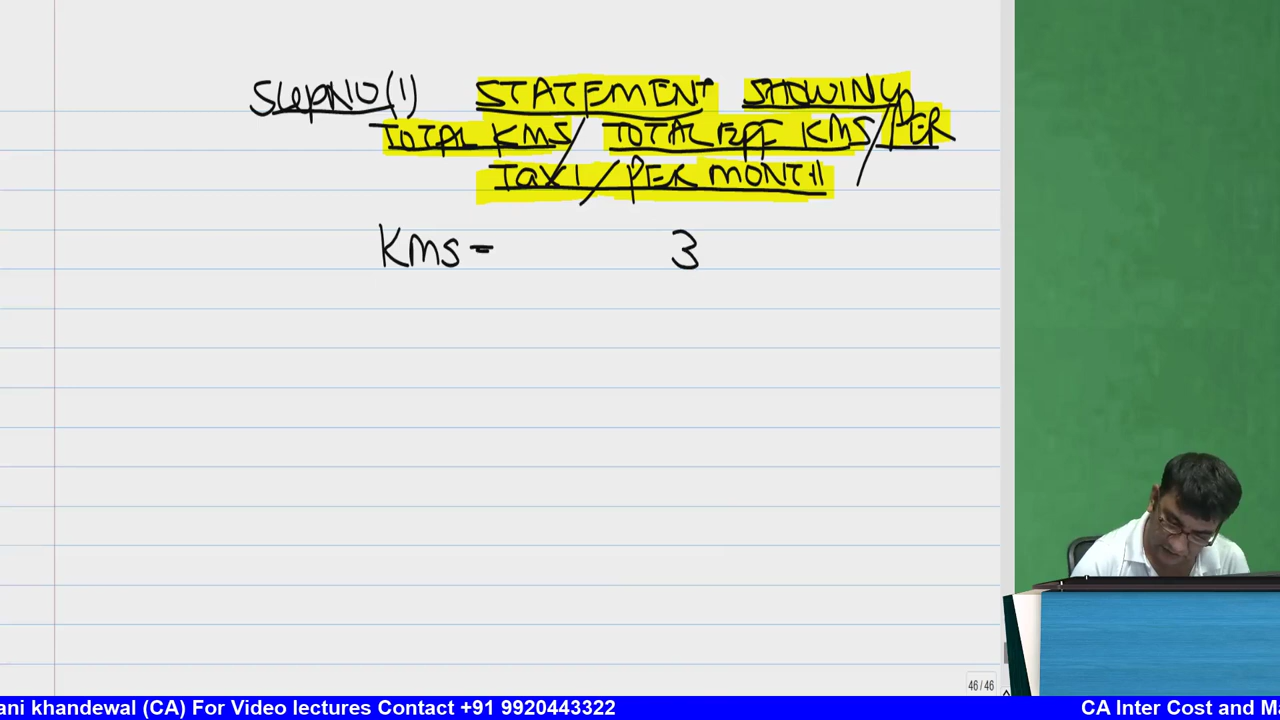 Step NO (1) STATEMENT SHOWING
TOTAL KMS / TOTAL EFF KMS / PER
TAXI / PER MONTH
KMS = 3
46/46
ani khandewal (CA) For Video lectures Contact +91 9920443322
CA Inter Cost and Ma